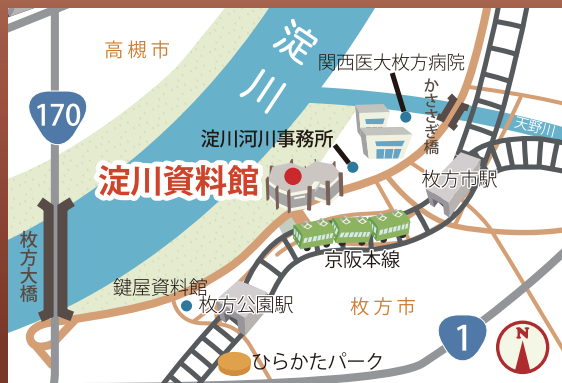 高槻市
淀川
関西医大枚方病院
170
かささぎ橋
天野川
淀川河川事務所
淀川資料館
枚方市駅
枚方大橋
京阪本線
鍵屋資料館
枚方公園駅
枚方市
1
N
ひらかたパーク